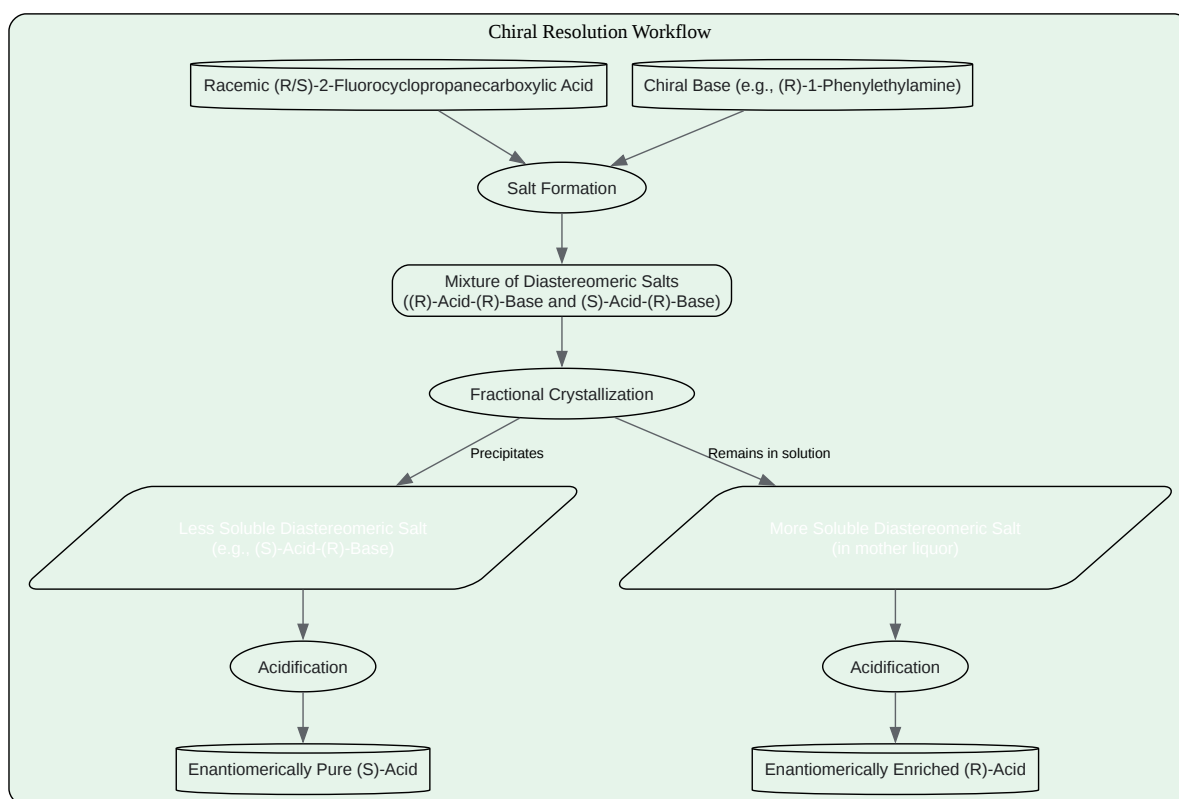 Chiral Resolution Workflow
Racemic (R/S)-2-Fluorocyclopropanecarboxylic Acid
Chiral Base (e.g., (R)-1-Phenylethylamine)
Salt Formation
Mixture of Diastereomeric Salts
((R)-Acid-(R)-Base and (S)-Acid-(R)-Base)
Fractional Crystallization
Precipitates
Remains in solution
Less Soluble Diastereomeric Salt
(e.g., (S)-Acid-(R)-Base)
More Soluble Diastereomeric Salt
(in mother liquor)
Acidification
Acidification
Enantiomerically Pure (S)-Acid
Enantiomerically Enriched (R)-Acid